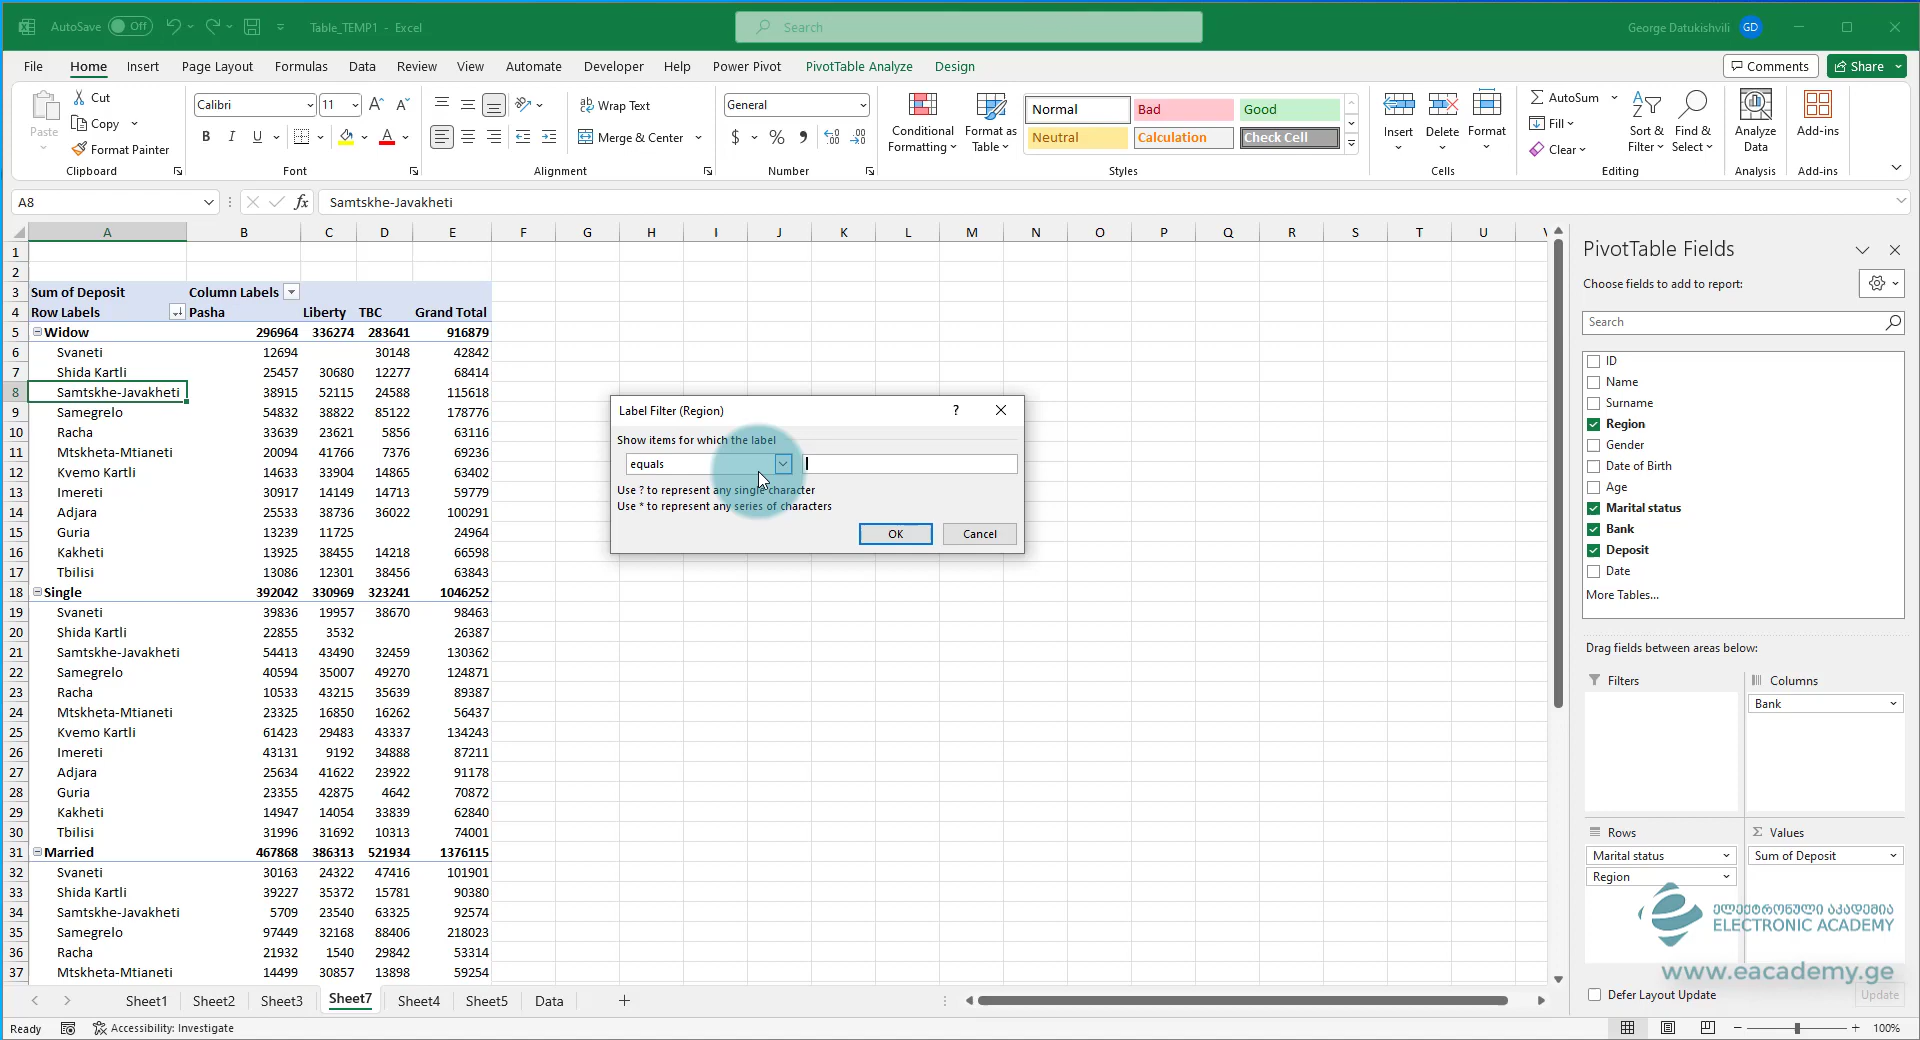 AutoSave Off Table_TEMP1 - Excel Search George Datukishvili GD
File Home Insert Page Layout Formulas Data Review View Automate Developer Help Power Pivot PivotTable Analyze Design Comments Share
Paste Cut Copy Format Painter Clipboard
Calibri 11 A A B I U A Font
Wrap Text Merge & Center Alignment
General $ % Number
Conditional Formatting Format as Table
Normal Bad Good
Neutral Calculation Check Cell
Styles
Insert Delete Format Cells
AutoSum Fill Clear Sort & Filter Find & Select Editing
Analyze Data Analysis
Add-ins Add-ins
A8 fx Samtskhe-Javakheti
A B C D E F G H I J K L M N O P Q R S T U
1
2
3 Sum of Deposit Column Labels
4 Row Labels Pasha Liberty TBC Grand Total
5 Widow 296964 336274 283641 916879
6 Svaneti 12694 30148 42842
7 Shida Kartli 25457 30680 12277 68414
8 Samtskhe-Javakheti 38915 52115 24588 115618
9 Samegrelo 54832 38822 85122 178776
10 Racha 33639 23621 5856 63116
11 Mtskheta-Mtianeti 20094 41766 7376 69236
12 Kvemo Kartli 14633 33904 14865 63402
13 Imereti 30917 14149 14713 59779
14 Adjara 25533 38736 36022 100291
15 Guria 13239 11725 24964
16 Kakheti 13925 38455 14218 66598
17 Tbilisi 13086 12301 38456 63843
18 Single 392042 330969 323241 1046252
19 Svaneti 39836 19957 38670 98463
20 Shida Kartli 22855 3532 26387
21 Samtskhe-Javakheti 54413 43490 32459 130362
22 Samegrelo 40594 35007 49270 124871
23 Racha 10533 43215 35639 89387
24 Mtskheta-Mtianeti 23325 16850 16262 56437
25 Kvemo Kartli 61423 29483 43337 134243
26 Imereti 43131 9192 34888 87211
27 Adjara 25634 41622 23922 91178
28 Guria 23355 42875 4642 70872
29 Kakheti 14947 14054 33839 62840
30 Tbilisi 31996 31692 10313 74001
31 Married 467868 386313 521934 1376115
32 Svaneti 30163 24322 47416 101901
33 Shida Kartli 39227 35372 15781 90380
34 Samtskhe-Javakheti 5709 23540 63325 92574
35 Samegrelo 97449 32168 88406 218023
36 Racha 21932 1540 29842 53314
37 Mtskheta-Mtianeti 14499 30857 13898 59254
Label Filter (Region) ?
Show items for which the label
equals
Use ? to represent any single character
Use * to represent any series of characters
OK Cancel
PivotTable Fields
Choose fields to add to report:
Search
ID
Name
Surname
Region
Gender
Date of Birth
Age
Marital status
Bank
Deposit
Date
More Tables...
Drag fields between areas below:
Filters Columns
Bank
Rows Σ Values
Marital status Sum of Deposit
Region
ელექტრონული აკადემია
ELECTRONIC ACADEMY
www.eacademy.ge
Defer Layout Update Update
Sheet1 Sheet2 Sheet3 Sheet7 Sheet4 Sheet5 Data
Ready Accessibility: Investigate 100%